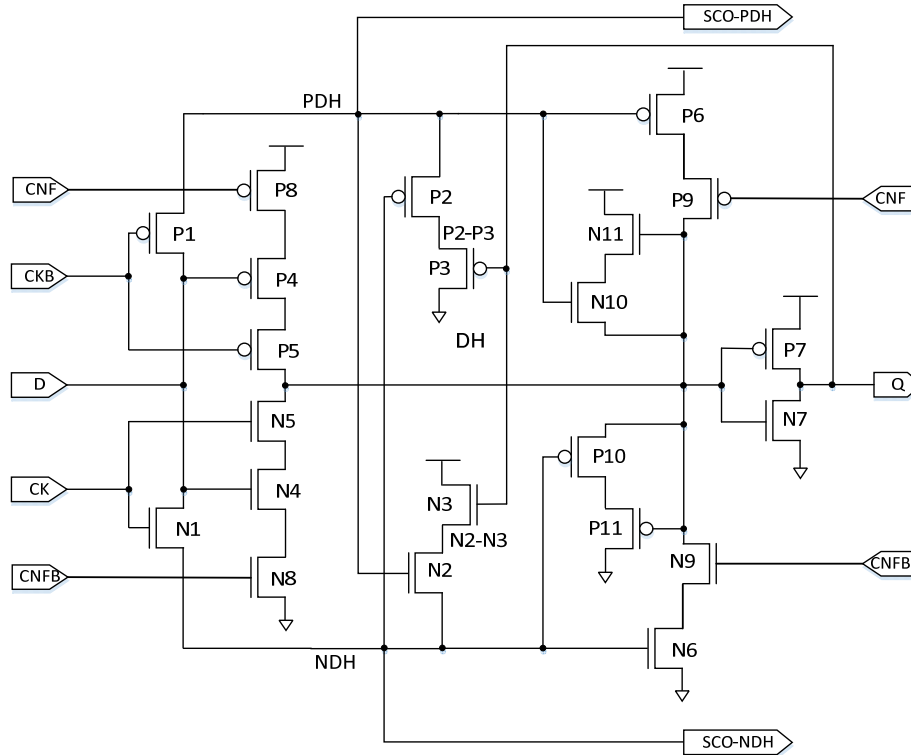 SCO-PDH
PDH
P6
CNF
P8
P2
P9
CNF
P1
P2-P3
N11
CKB
P4
P3
N10
P5
DH
P7
D
Q
N5
N7
P10
CK
N4
N3
N1
N2-N3
P11
N9
CNFB
N8
N2
CNFB
N6
NDH
SCO-NDH